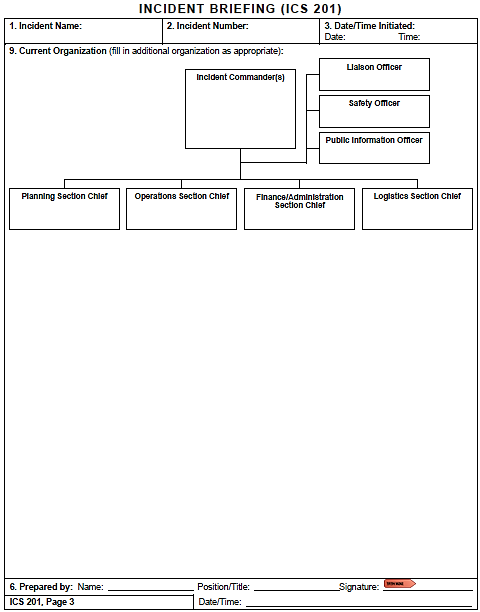 INCIDENT BRIEFING (ICS 201)
1. Incident Name:
2. Incident Number:
3. Date/Time Initiated:
Date: Time:
9. Current Organization (fill in additional organization as appropriate):
Incident Commander(s)
Liaison Officer
Safety Officer
Public Information Officer
Planning Section Chief
Operations Section Chief
Finance/Administration
Section Chief
Logistics Section Chief
6. Prepared by: Name: Position/Title: Signature:
ICS 201, Page 3
Date/Time: